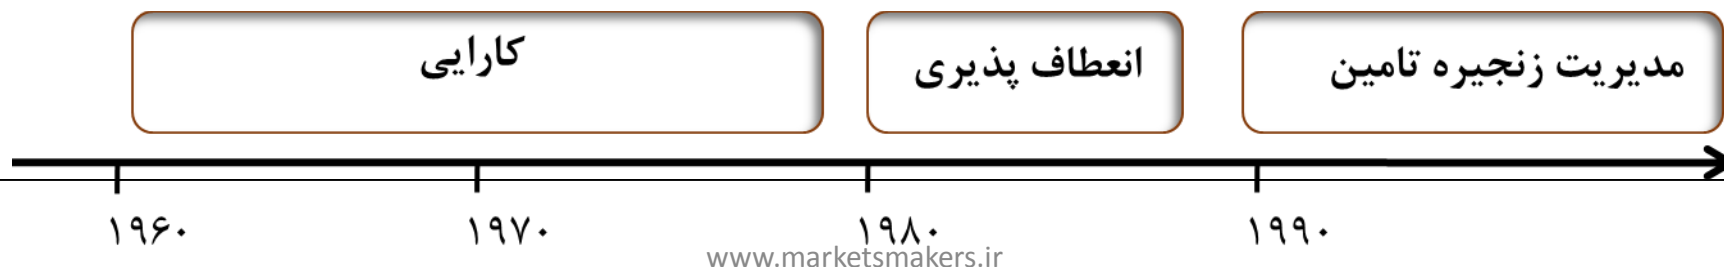 کارایی
انعطاف پذیری
مدیریت زنجیره تامین
۱۹۶۰
۱۹۷۰
۱۹۸۰
۱۹۹۰
www.marketsmakers.ir